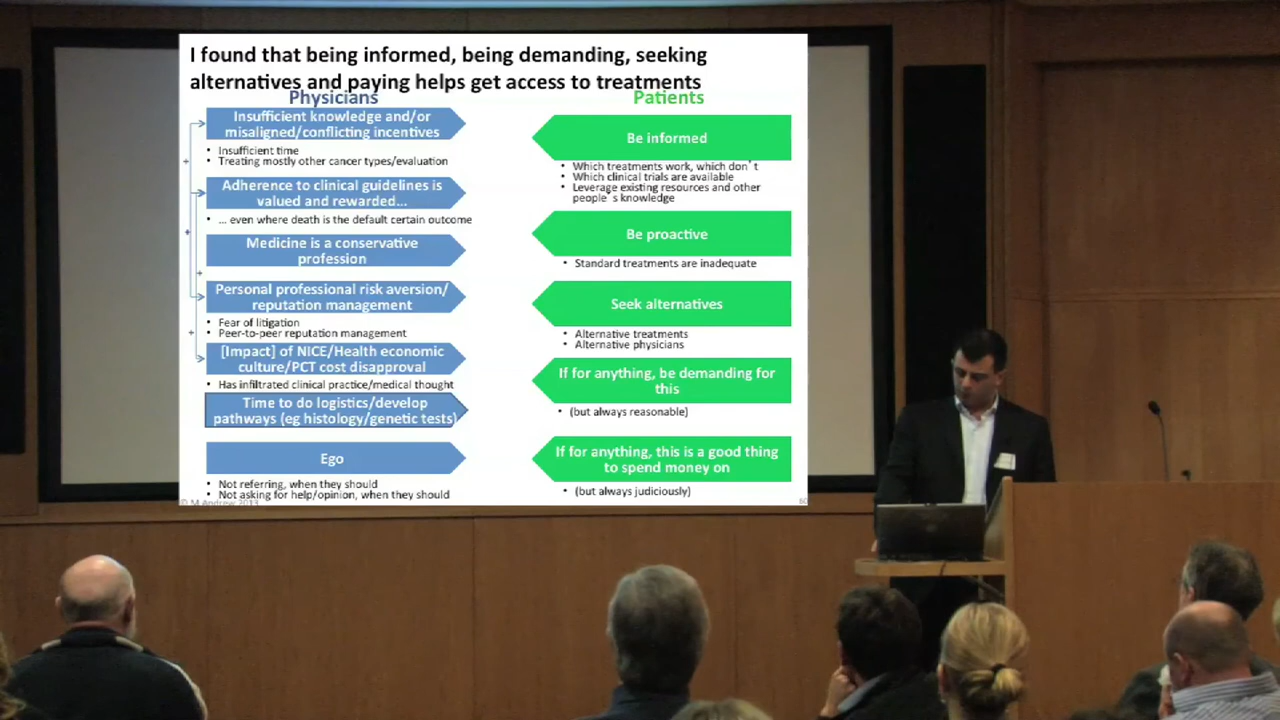 I found that being informed, being demanding, seeking
alternatives and paying helps get access to treatments
Physicians
Insufficient knowledge and/or
misaligned/conflicting incentives
• Insufficient time
• Treating mostly other cancer types/evaluation
Adherence to clinical guidelines is
valued and rewarded...
• ... even where death is the default certain outcome
Medicine is a conservative
profession
Personal professional risk aversion/
reputation management
• Fear of litigation
• Peer-to-peer reputation management
[Impact] of NICE/Health economic
culture/PCT cost disapproval
• Has infiltrated clinical practice/medical thought
Time to do logistics/develop
pathways (eg histology/genetic tests)
Ego
• Not referring, when they should
• Not asking for help/opinion, when they should
Patients
Be informed
• Which treatments work, which don't
• Which clinical trials are available
• Leverage existing resources and other
people's knowledge
Be proactive
• Standard treatments are inadequate
Seek alternatives
• Alternative treatments
• Alternative physicians
If for anything, be demanding for
this
• (but always reasonable)
If for anything, this is a good thing
to spend money on
• (but always judiciously)
© M Andrew 2013